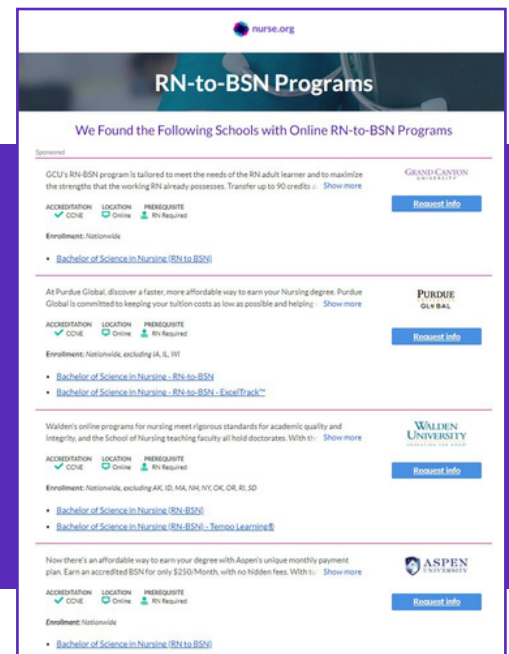 nurse.org
RN-to-BSN Programs
We Found the Following Schools with Online RN-to-BSN Programs
Sponsored
GCU's RN-BSN program is tailored to meet the needs of the RN adult learner and to maximize
the strengths that the working RN already possesses. Transfer up to 90 credits Show more
GRAND CANYON
UNIVERSITY
Request info
ACCREDITATION LOCATION PREREQUISITE
CCNE Online RN Required
Enrollment: Nationwide
Bachelor of Science in Nursing (RN to BSN)
At Purdue Global, discover a faster, more affordable way to earn your Nursing degree. Purdue
Global is committed to keeping your tuition costs as low as possible and helping Show more
PURDUE
GLOBAL
Request info
ACCREDITATION LOCATION PREREQUISITE
CCNE Online RN Required
Enrollment: Nationwide, excluding IA, IL, WI
Bachelor of Science in Nursing - RN-to-BSN
Bachelor of Science in Nursing - RN-to-BSN - ExcelTrack™
Walden's online programs for nursing meet rigorous standards for academic quality and
integrity, and the School of Nursing teaching faculty all hold doctorates. With Show more
WALDEN
UNIVERSITY
Request info
ACCREDITATION LOCATION PREREQUISITE
CCNE Online RN Required
Enrollment: Nationwide, excluding AK, ID, MA, NH, NY, OK, OR, RI, SD
Bachelor of Science in Nursing (RN-BSN)
Bachelor of Science in Nursing (RN-BSN) - Tempo Learning®
Now there's an affordable way to earn your degree with Aspen's unique monthly payment
plan. Earn an accredited BSN for only $250/Month, with no hidden fees. With Show more
ASPEN
UNIVERSITY
Request info
ACCREDITATION LOCATION PREREQUISITE
CCNE Online RN Required
Enrollment: Nationwide
Bachelor of Science in Nursing (RN to BSN)